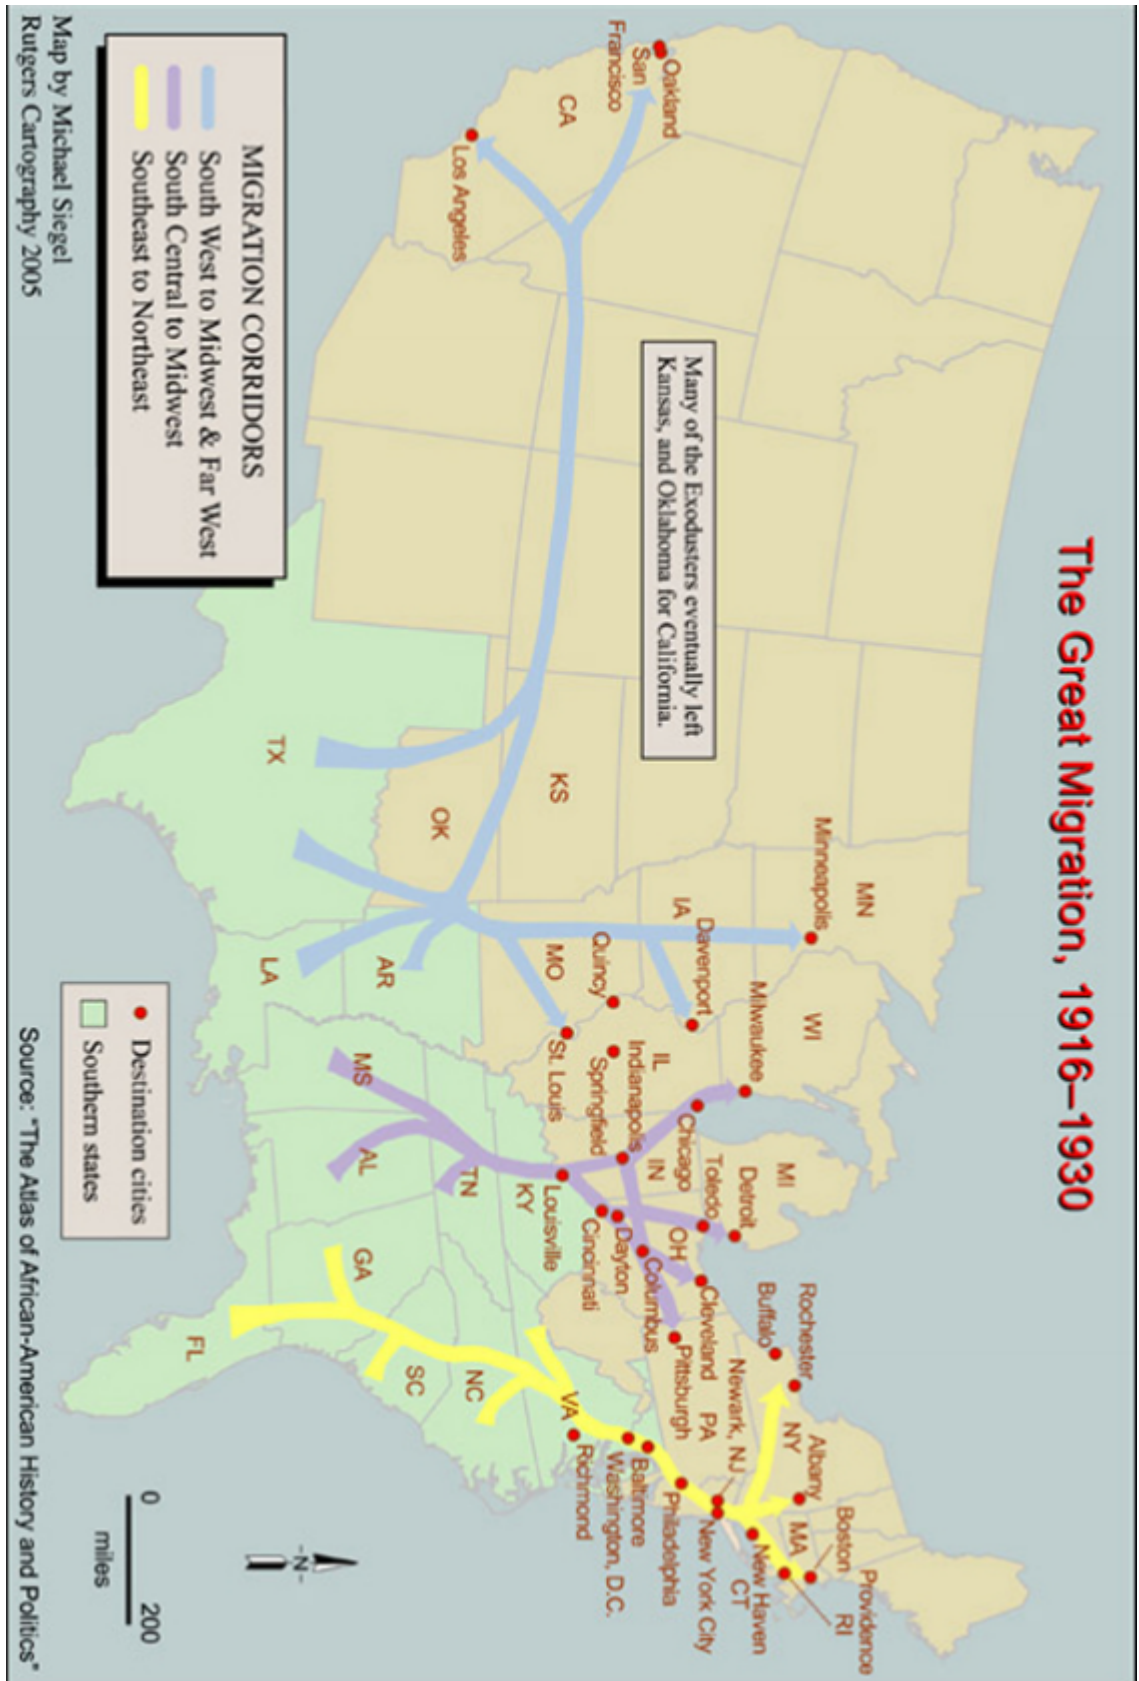 The Great Migration, 1916–1930
Many of the Exodusters eventually left
Kansas, and Oklahoma for California.
Oakland
San
Francisco
CA
Los Angeles
MN
Minneapolis
WI
Milwaukee
MI
Detroit
Toledo
Chicago
IA
Davenport
Quincy
MO
St. Louis
IL
Indianapolis
Springfield
IN
OH
Louisville
KY
Cincinnati
Dayton
Columbus
Cleveland
Pittsburgh
PA
Rochester
Buffalo
NY
Albany
Newark, NJ
MA
Boston
Providence
RI
New Haven
CT
New York City
Philadelphia
Baltimore
Washington, D.C.
Richmond
VA
KS
OK
TX
AR
LA
MS
AL
TN
GA
FL
SC
NC
MIGRATION CORRIDORS
South West to Midwest & Far West
South Central to Midwest
Southeast to Northeast
Destination cities
Southern states
-N-
0 200
miles
Map by Michael Siegel
Rutgers Cartography 2005
Source: "The Atlas of African-American History and Politics"